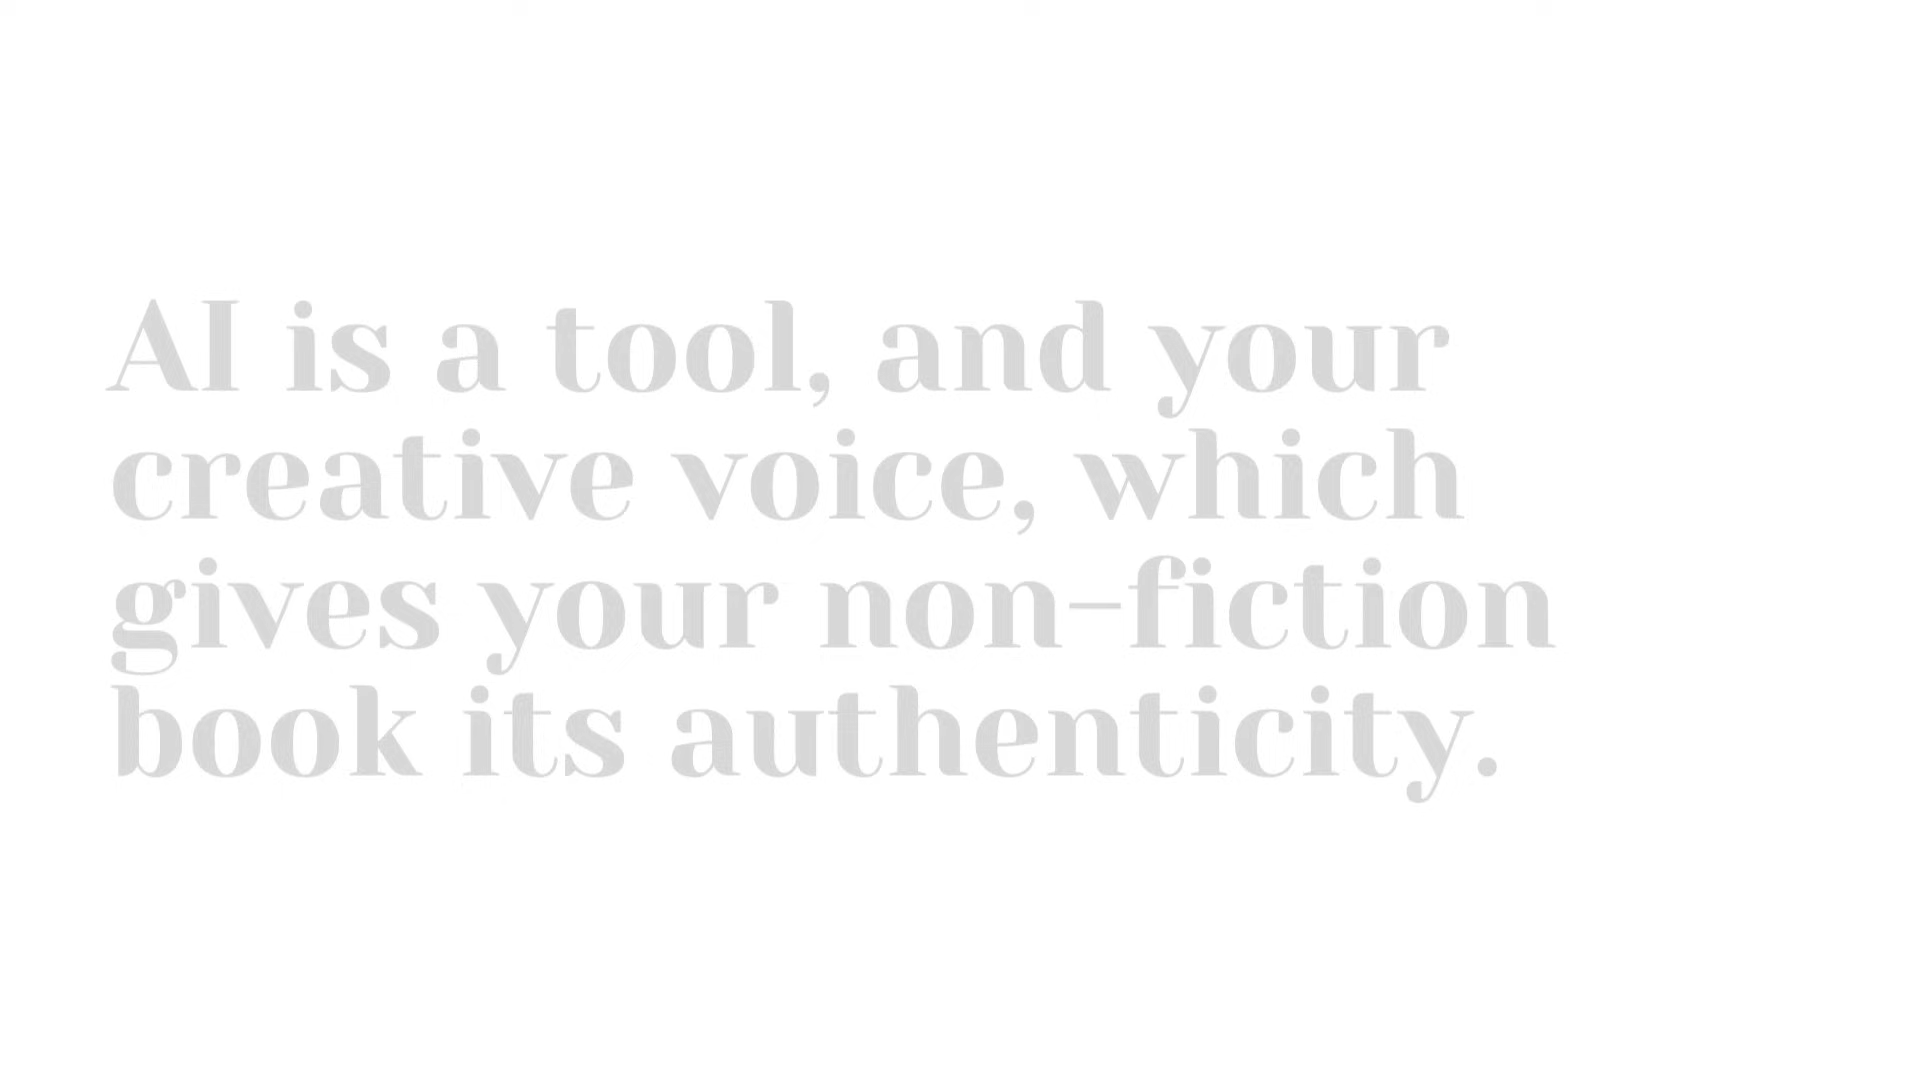 AI is a tool, and your
creative voice, which
gives your non-fiction
book its authenticity.